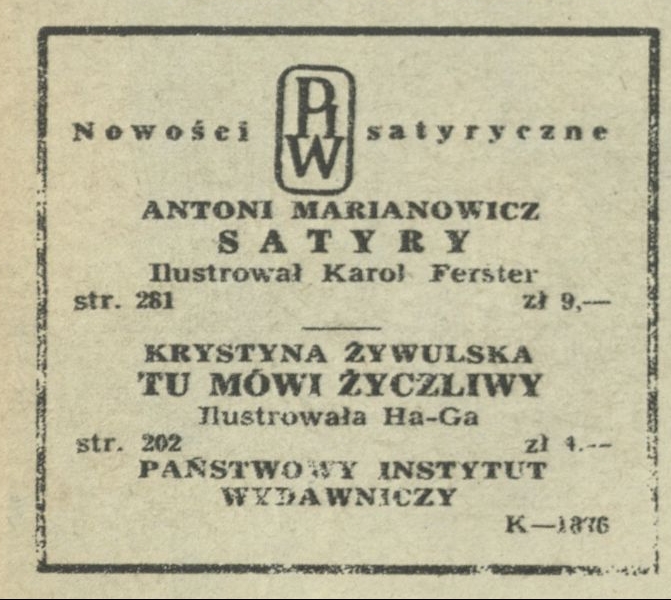 Nowości PIW satyryczne
ANTONI MARIANOWICZ
SATYRY
Ilustrował Karol Ferster
str. 281 zł 9,—
KRYSTYNA ŻYWULSKA
TU MÓWI ŻYCZLIWY
Ilustrowała Ha-Ga
str. 202 zł 4.—
PAŃSTWOWY INSTYTUT
WYDAWNICZY
K—1876